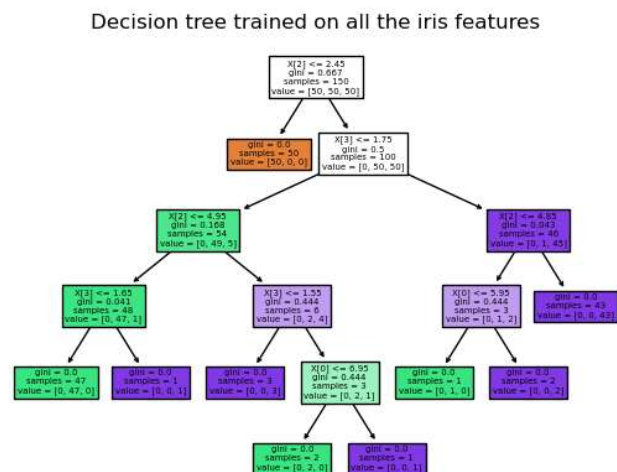 Decision tree trained on all the iris features
X[2] <= 2.45
gini = 0.667
samples = 150
value = [50, 50, 50]
gini = 0.0
samples = 50
value = [50, 0, 0]
X[3] <= 1.75
gini = 0.5
samples = 100
value = [0, 50, 50]
X[2] <= 4.95
gini = 0.168
samples = 54
value = [0, 49, 5]
X[2] <= 4.85
gini = 0.043
samples = 46
value = [0, 1, 45]
X[3] <= 1.65
gini = 0.041
samples = 48
value = [0, 47, 1]
X[3] <= 1.55
gini = 0.444
samples = 6
value = [0, 2, 4]
X[0] <= 5.95
gini = 0.444
samples = 3
value = [0, 1, 2]
gini = 0.0
samples = 43
value = [0, 0, 43]
gini = 0.0
samples = 47
value = [0, 47, 0]
gini = 0.0
samples = 1
value = [0, 0, 1]
gini = 0.0
samples = 3
value = [0, 0, 3]
X[0] <= 6.95
gini = 0.444
samples = 3
value = [0, 2, 1]
gini = 0.0
samples = 1
value = [0, 1, 0]
gini = 0.0
samples = 2
value = [0, 0, 2]
gini = 0.0
samples = 2
value = [0, 2, 0]
gini = 0.0
samples = 1
value = [0, 0, 1]